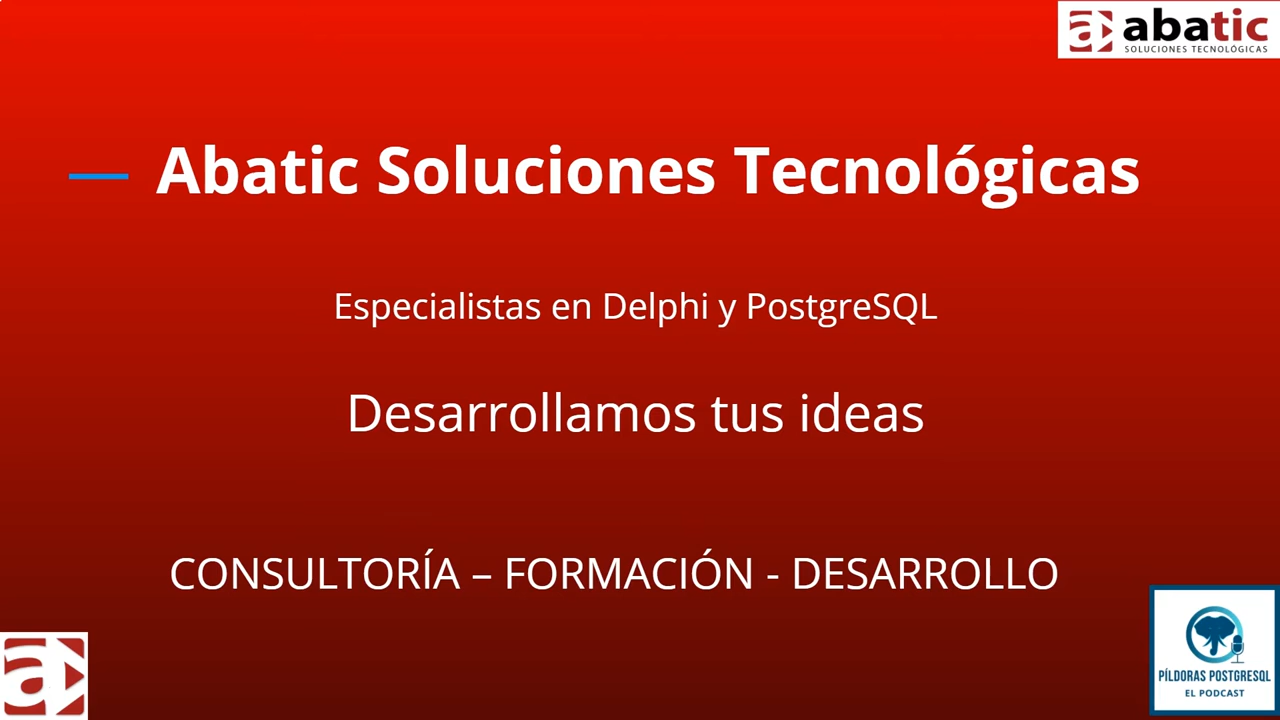 abatic
SOLUCIONES TECNOLÓGICAS
Abatic Soluciones Tecnológicas
Especialistas en Delphi y PostgreSQL
Desarrollamos tus ideas
CONSULTORÍA – FORMACIÓN - DESARROLLO
a
PÍLDORAS POSTGRESQL
EL PODCAST